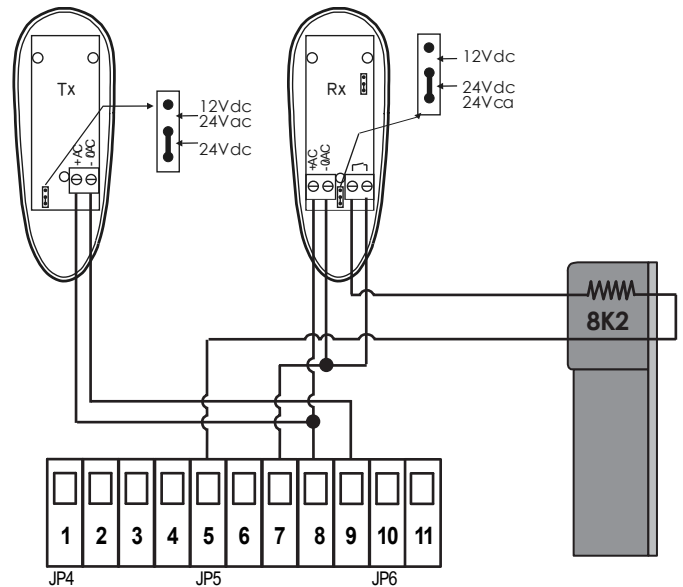 Tx
12Vdc
24Vac
24Vdc
+AC
- 0AC
Rx
12Vdc
24Vdc
24Vca
+AC
-0AC
8K2
1 2 3 4 5 6 7 8 9 10 11
JP4 JP5 JP6